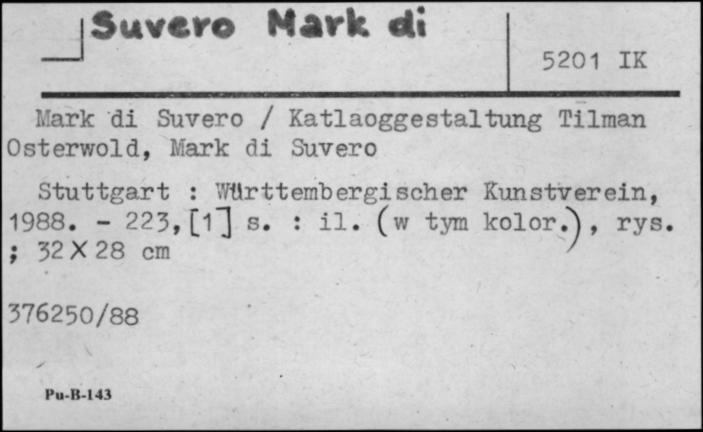 Suvero Mark di
5201 IK
Mark di Suvero / Katlaoggestaltung Tilman
Osterwold, Mark di Suvero
Stuttgart : Württembergischer Kunstverein,
1988. - 223, [1] s. : il. (w tym kolor.), rys.
; 32 X 28 cm
376250/88
Pu-B-143